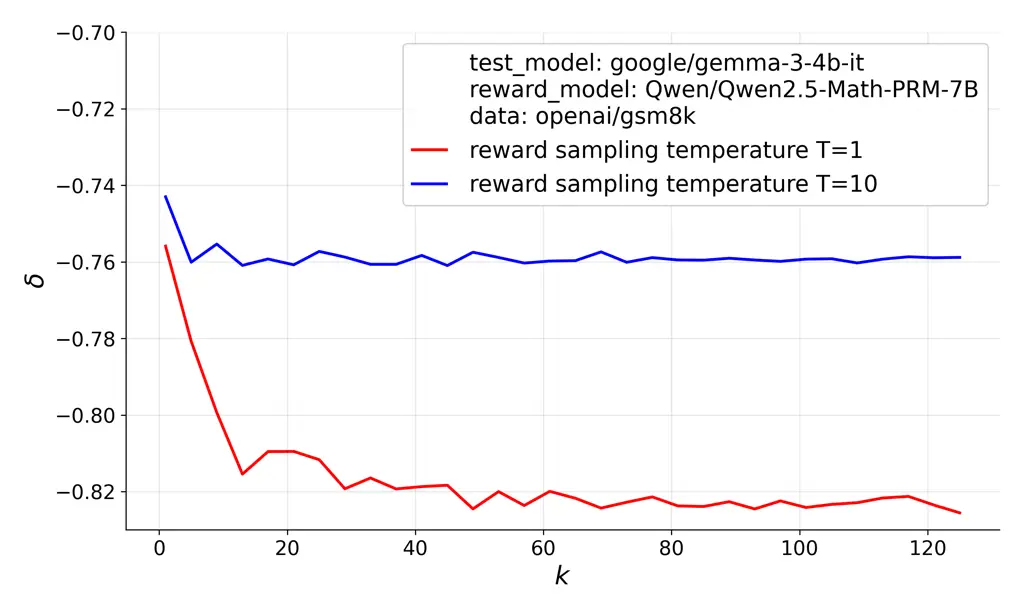 −0.70
−0.72
−0.74
−0.76
−0.78
−0.80
−0.82
δ
test_model: google/gemma-3-4b-it
reward_model: Qwen/Qwen2.5-Math-PRM-7B
data: openai/gsm8k
reward sampling temperature T=1
reward sampling temperature T=10
0 20 40 60 80 100 120
k